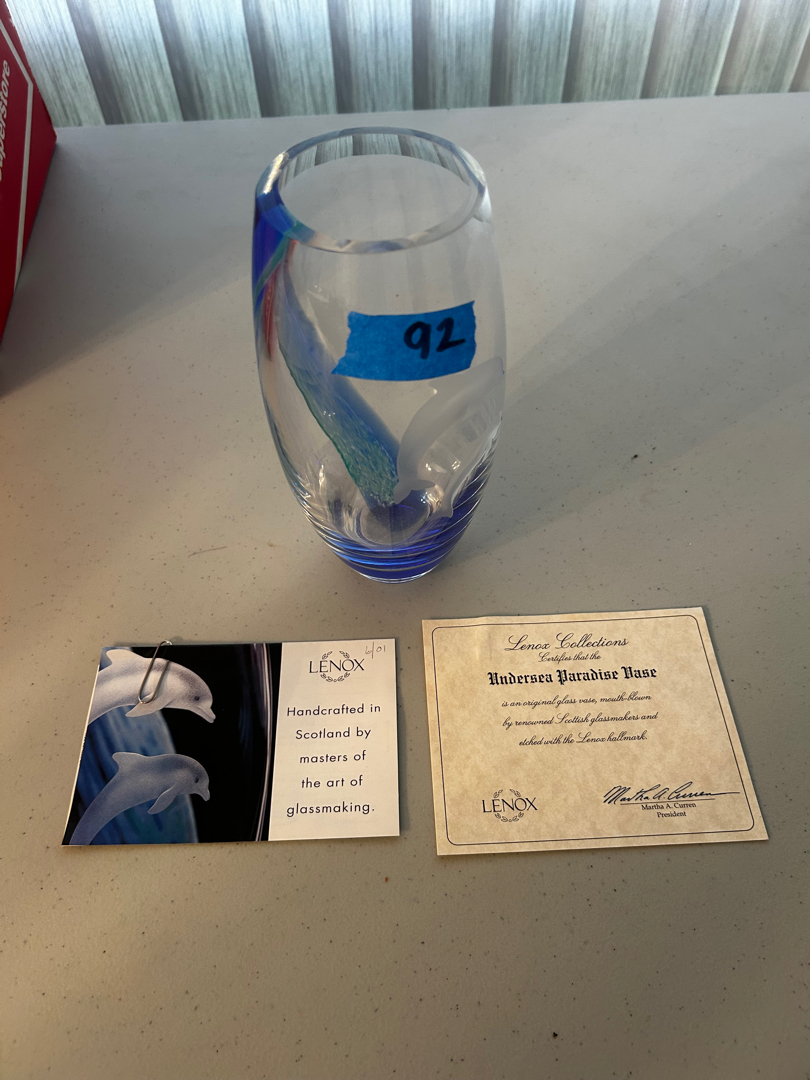 Superstore
92
6/01
LENOX
Handcrafted in
Scotland by
masters of
the art of
glassmaking.
Lenox Collections
Certifies that the
Undersea Paradise Vase
is an original glass vase, mouth-blown
by renowned Scottish glassmakers and
etched with the Lenox hallmark.
LENOX
Martha A. Curren
Martha A. Curren
President